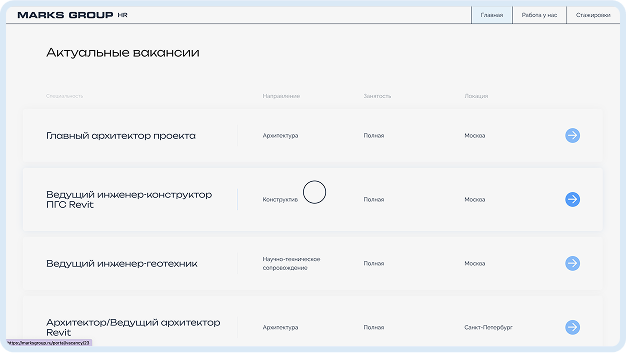 MARKS GROUP HR
Главная
Работа у нас
Стажировки
Актуальные вакансии
Специальность
Направление
Занятость
Локация
Главный архитектор проекта
Архитектура
Полная
Москва
Ведущий инженер-конструктор
ПГС Revit
Конструктив
Полная
Москва
Ведущий инженер-геотехник
Научно-техническое
сопровождение
Полная
Москва
Архитектор/Ведущий архитектор
Revit
Архитектура
Полная
Санкт-Петербург
https://marksgroup.ru/portal/vacancy/23